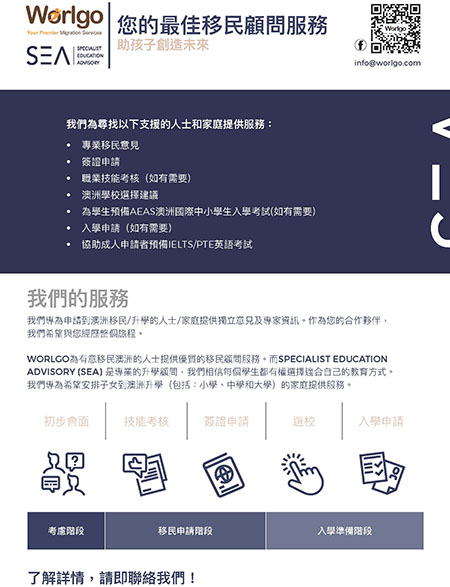 Worlgo
Your Premier Migration Services
SEA
SPECIALIST
EDUCATION
ADVISORY
您的最佳移民顧問服務
助孩子創造未來
Worlgo
info@worlgo.com
我們為尋找以下支援的人士和家庭提供服務：
• 專業移民意見
• 簽證申請
• 職業技能考核（如有需要）
• 澳洲學校選擇建議
• 為學生預備AEAS澳洲國際中小學生入學考試(如有需要)
• 入學申請（如有需要）
• 協助成人申請者預備IELTS/PTE英語考試
我們的服務
我們專為申請到澳洲移民/升學的人士/家庭提供獨立意見及專家資訊。作為您的合作夥伴，
我們希望與您經歷整個旅程。
WORLGO為有意移民澳洲的人士提供優質的移民顧問服務。而SPECIALIST EDUCATION
ADVISORY (SEA) 是專業的升學顧問，我們相信每個學生都有權選擇適合自己的教育方式。
我們專為希望安排子女到澳洲升學（包括：小學、中學和大學）的家庭提供服務。
初步會面 技能考核 簽證申請 選校 入學申請
考慮階段 移民申請階段 入學準備階段
了解詳情，請即聯絡我們！